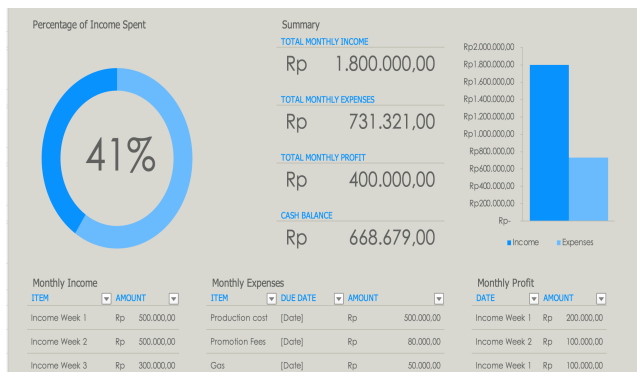 Percentage of Income Spent
41%
Summary
TOTAL MONTHLY INCOME
Rp 1.800.000,00
TOTAL MONTHLY EXPENSES
Rp 731.321,00
TOTAL MONTHLY PROFIT
Rp 400.000,00
CASH BALANCE
Rp 668.679,00
Rp2.000.000,00
Rp1.800.000,00
Rp1.600.000,00
Rp1.400.000,00
Rp1.200.000,00
Rp1.000.000,00
Rp800.000,00
Rp600.000,00
Rp400.000,00
Rp200.000,00
Rp-
Income Expenses
Monthly Income
ITEM AMOUNT
Income Week 1 Rp 500.000,00
Income Week 2 Rp 500.000,00
Income Week 3 Rp 300.000,00
Monthly Expenses
ITEM DUE DATE AMOUNT
Production cost [Date] Rp 500.000,00
Promotion Fees [Date] Rp 80.000,00
Gas [Date] Rp 50.000,00
Monthly Profit
DATE AMOUNT
Income Week 1 Rp 200.000,00
Income Week 2 Rp 100.000,00
Income Week 1 Rp 100.000,00